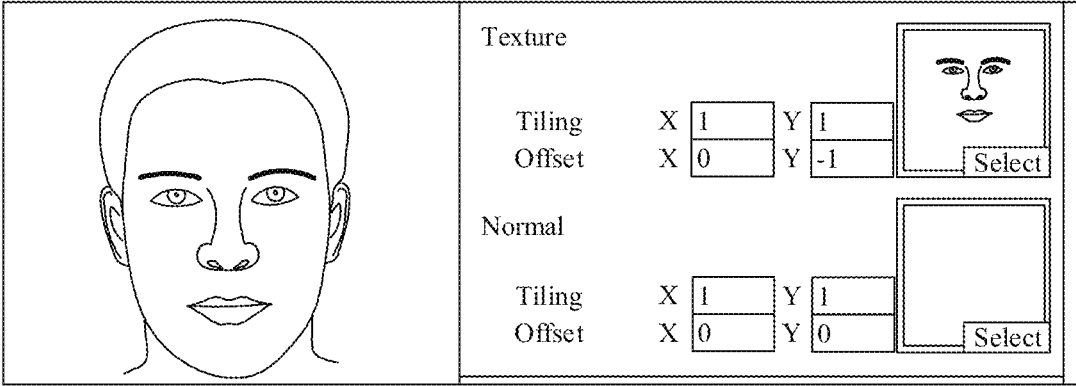 Texture
Tiling X 1 Y 1
Offset X 0 Y -1
Select
Normal
Tiling X 1 Y 1
Offset X 0 Y 0
Select